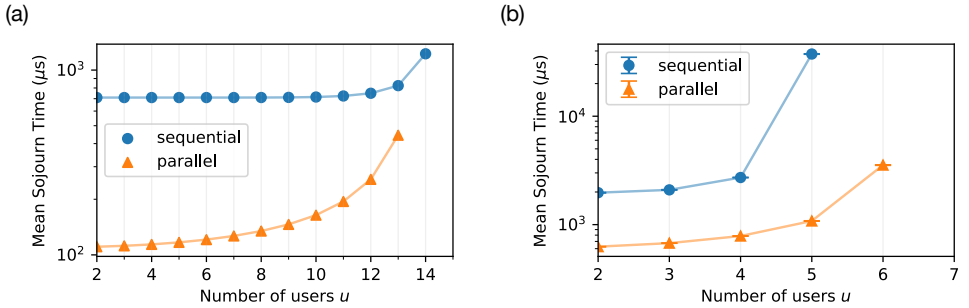 (a)
Mean Sojourn Time (μs)
10³
10²
sequential
parallel
2 4 6 8 10 12 14
Number of users u
(b)
Mean Sojourn Time (μs)
10⁴
10³
sequential
parallel
2 3 4 5 6 7
Number of users u